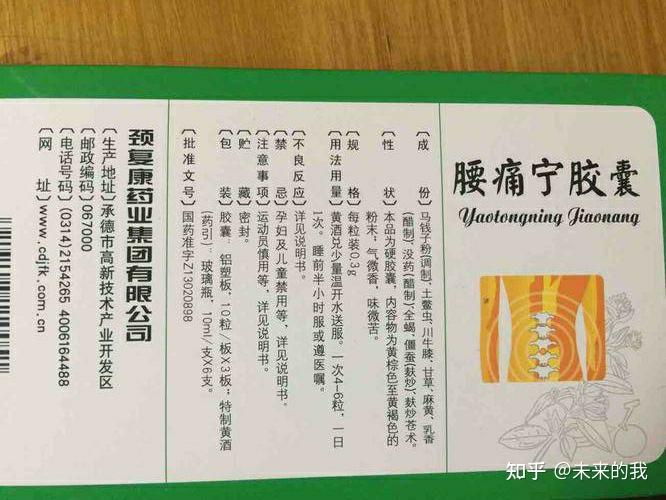 腰痛宁胶囊
Yaotongning Jiaonang
〔成 份〕马钱子粉(调制)、土鳖虫、川牛膝、甘草、麻黄、乳香
(醋制)、没药(醋制)、全蝎、僵蚕(麸炒)、麸炒苍术。
〔性 状〕本品为硬胶囊，内容物为黄棕色(至黄褐色)的
粉末，气微香，味微苦。
〔规 格〕每粒装0.3g
〔用法用量〕黄酒兑少量温开水送服。一次4-6粒，一日
1次。睡前半小时服或遵医嘱。
〔不良反应〕详见说明书。
〔禁 忌〕孕妇及儿童禁用等，详见说明书。
〔注意事项〕运动员慎用等，详见说明书。
〔贮 藏〕密封。
〔包 装〕胶囊：铝塑板，10粒/板X3板；特制黄酒
(药引)：玻璃瓶，10ml/支X6支。
〔批准文号〕国药准字Z13020898
颈复康药业集团有限公司
〔生产地址〕承德市高新技术产业开发区
〔邮政编码〕067000
〔电话号码〕(0314)2154265 4006164488
〔网 址〕www.cdjfk.com.cn
知乎 @未来的我